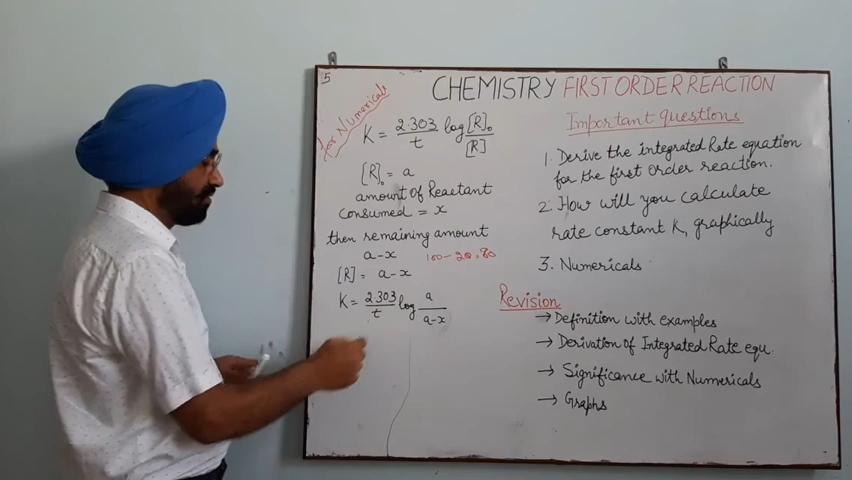 5
CHEMISTRY FIRST ORDER REACTION
for Numericals
K = 2.303/t log [R]₀/[R]
[R]₀ = a
amount of Reactant
consumed = x
then remaining amount
a-x 100-20=80
[R] = a-x
K = 2.303/t log a/a-x
Important Questions
1. Derive the integrated Rate equation
for the first order reaction.
2. How will you calculate
rate constant K, graphically
3. Numericals
Revision
→ Definition with examples
→ Derivation of Integrated Rate equ.
→ Significance with Numericals
→ Graphs